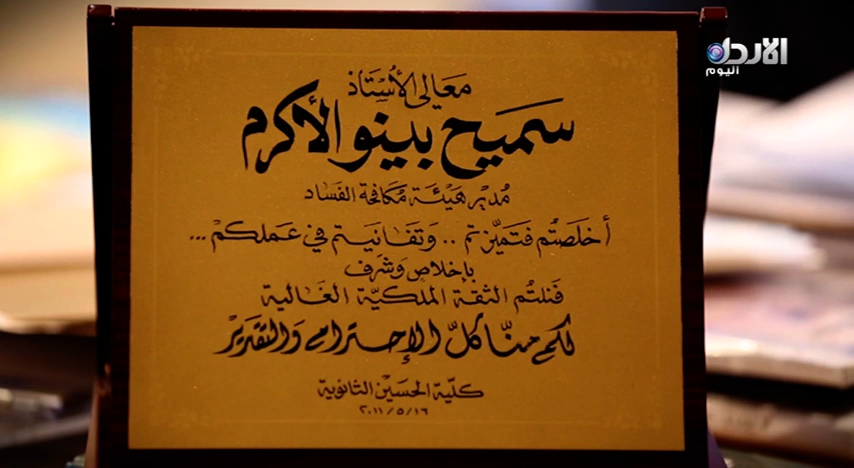 الأردن
اليوم
معالي الأستاذ
سميح بينو الأكرم
مدير هيئة مكافحة الفساد
أخلصتم فتميزتم .. وتفانيتم في عملكم ...
بإخلاص وشرف
فنلتم الثقة الملكية الغالية
لكم منا كل الإحترام والتقدير
كلية الحسين الثانوية
٢٠١١/٥/١٦